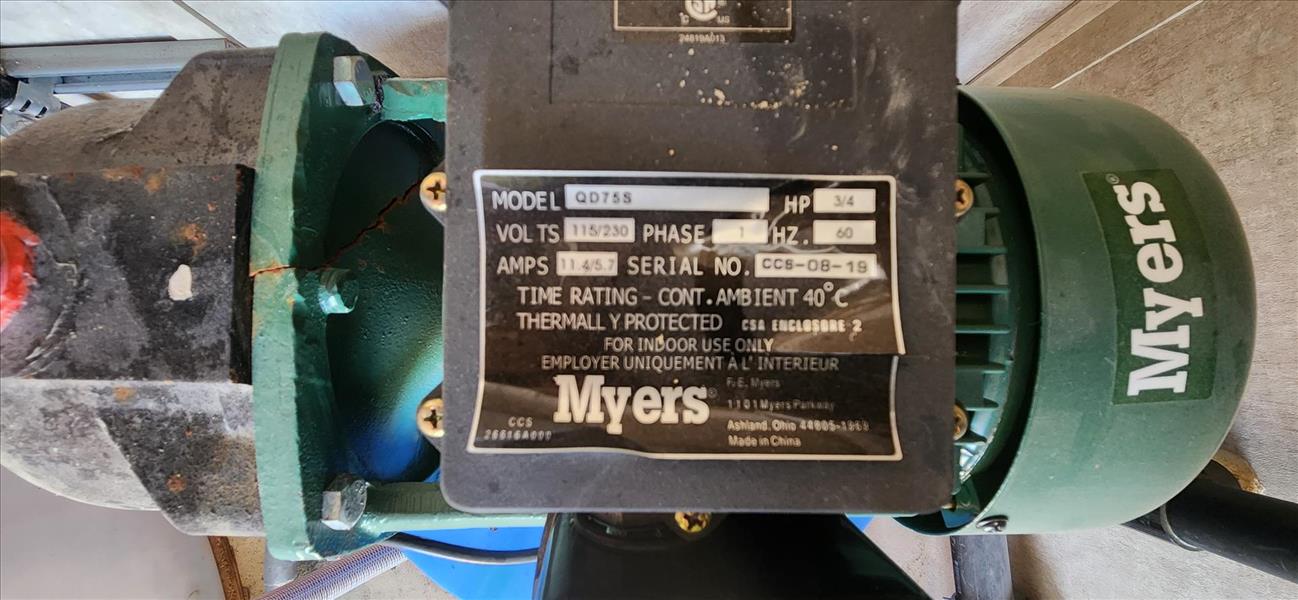 C US
24819A013
MODEL QD75S HP 3/4
VOLTS 115/230 PHASE 1 HZ. 60
AMPS 11.4/5.7 SERIAL NO. CCS-08-19
TIME RATING - CONT. AMBIENT 40°C
THERMALLY PROTECTED CSA ENCLOSURE 2
FOR INDOOR USE ONLY
EMPLOYER UNIQUEMENT À L'INTERIEUR
Myers®
F. E. Myers
1101 Myers Parkway
Ashland, Ohio 44805-1969
Made in China
CCS
26616A000
Myers®